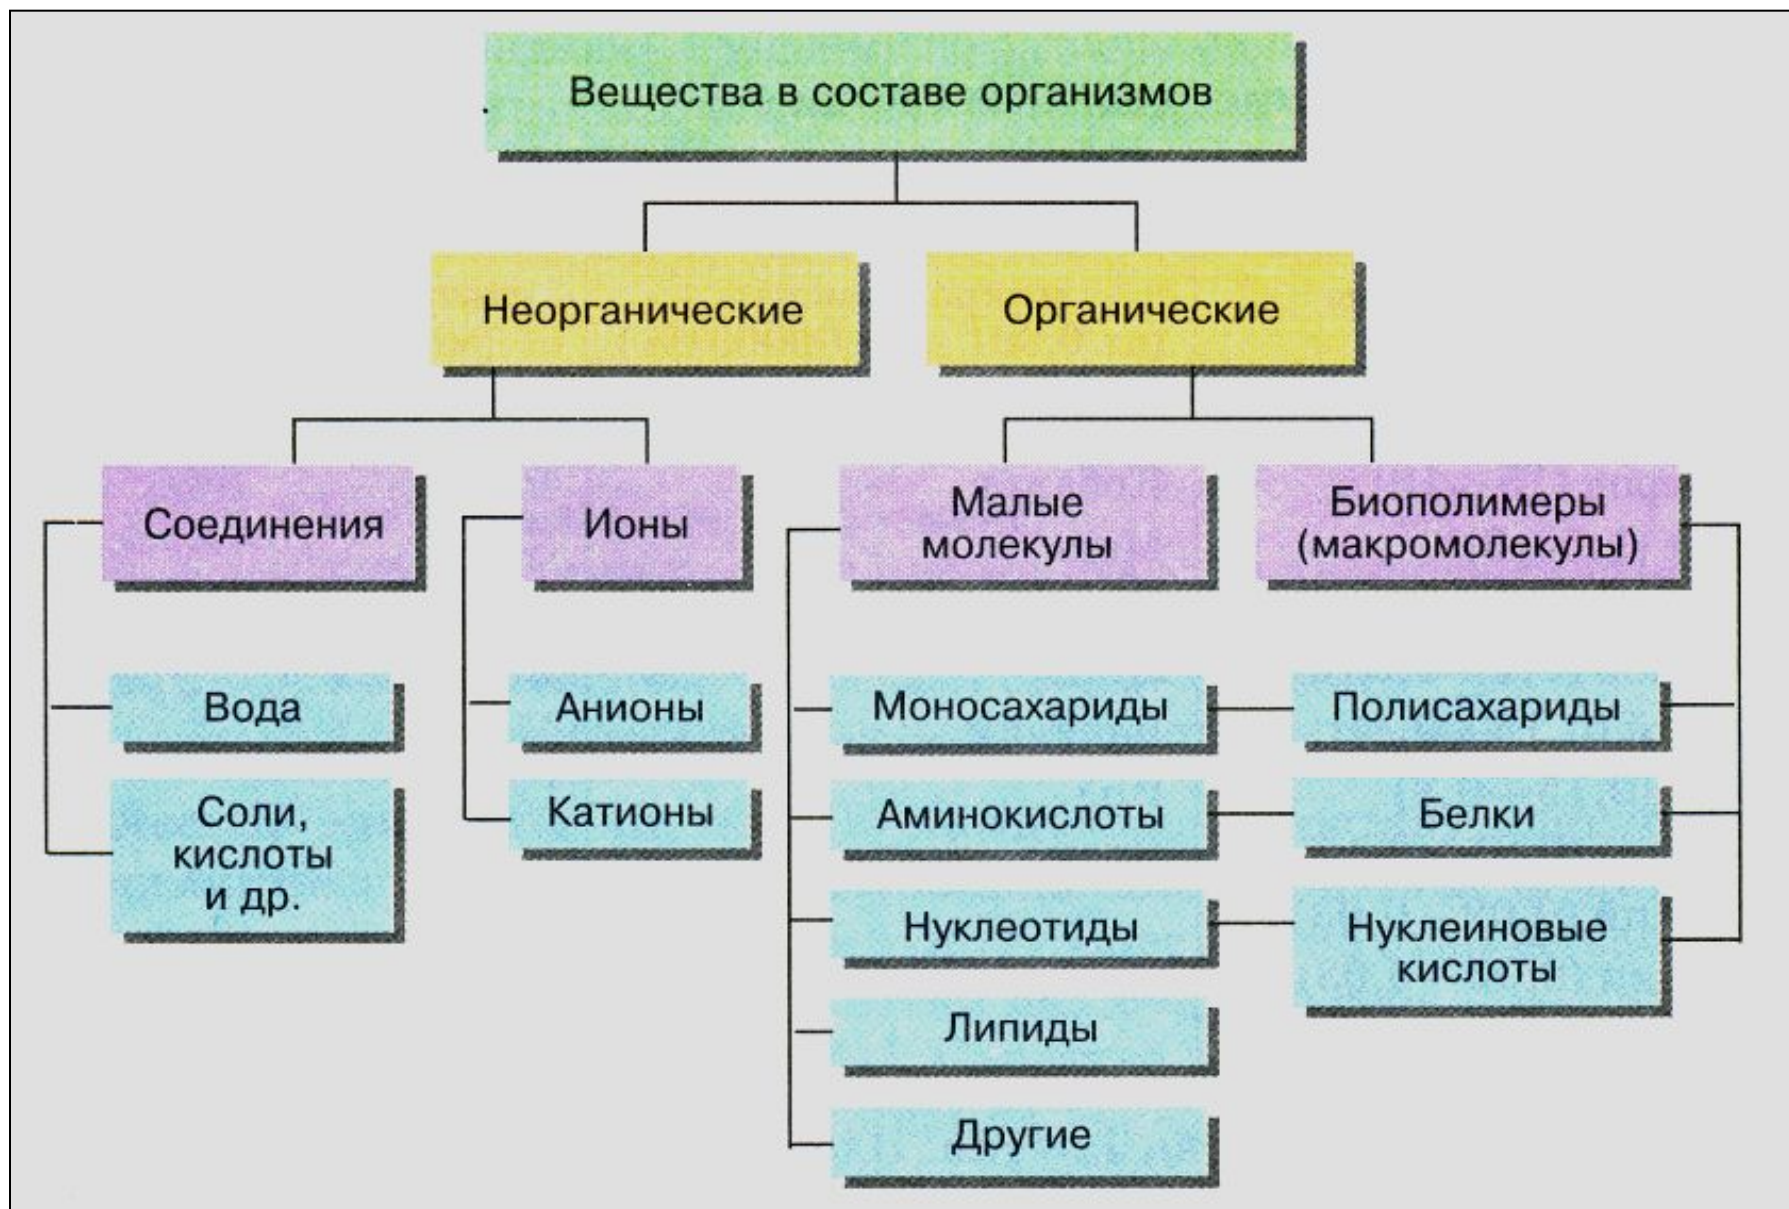 Вещества в составе организмов
Неорганические
Органические
Соединения
Ионы
Малые
молекулы
Биополимеры
(макромолекулы)
Вода
Анионы
Моносахариды
Полисахариды
Соли,
кислоты
и др.
Катионы
Аминокислоты
Белки
Нуклеотиды
Нуклеиновые
кислоты
Липиды
Другие